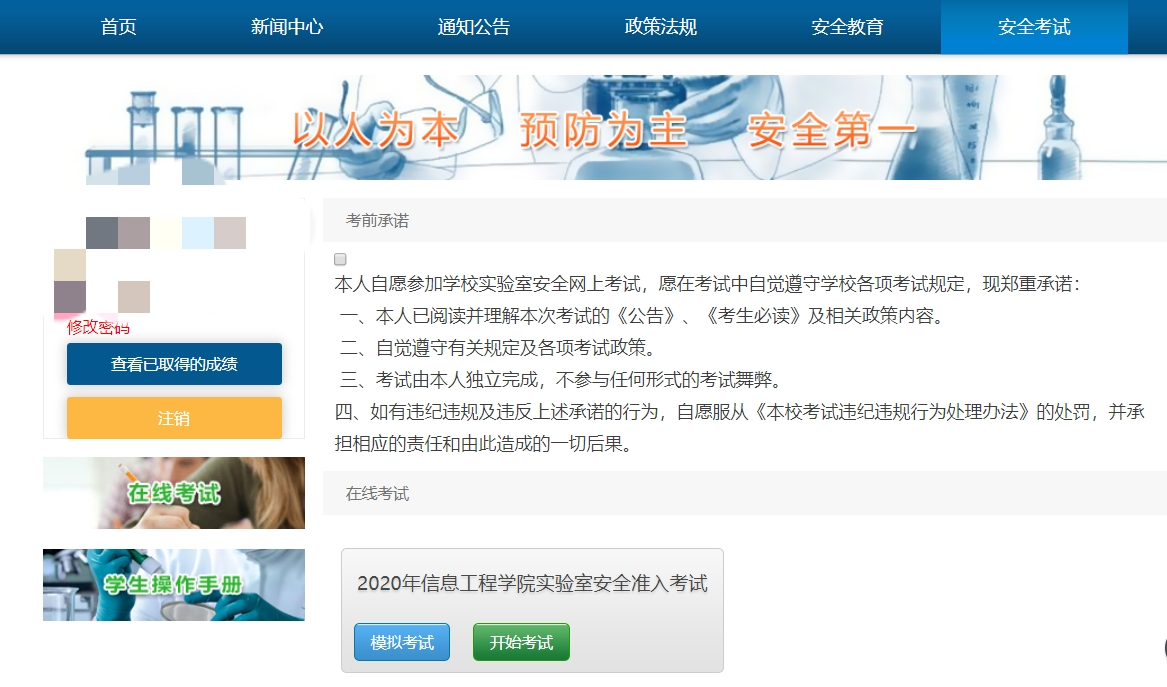 首页 新闻中心 通知公告 政策法规 安全教育 安全考试
以人为本 预防为主 安全第一
修改密码
查看已取得的成绩
注销
在线考试
学生操作手册
考前承诺
本人自愿参加学校实验室安全网上考试，愿在考试中自觉遵守学校各项考试规定，现郑重承诺：
一、本人已阅读并理解本次考试的《公告》、《考生必读》及相关政策内容。
二、自觉遵守有关规定及各项考试政策。
三、考试由本人独立完成，不参与任何形式的考试舞弊。
四、如有违纪违规及违反上述承诺的行为，自愿服从《本校考试违纪违规行为处理办法》的处罚，并承
担相应的责任和由此造成的一切后果。
在线考试
2020年信息工程学院实验室安全准入考试
模拟考试 开始考试